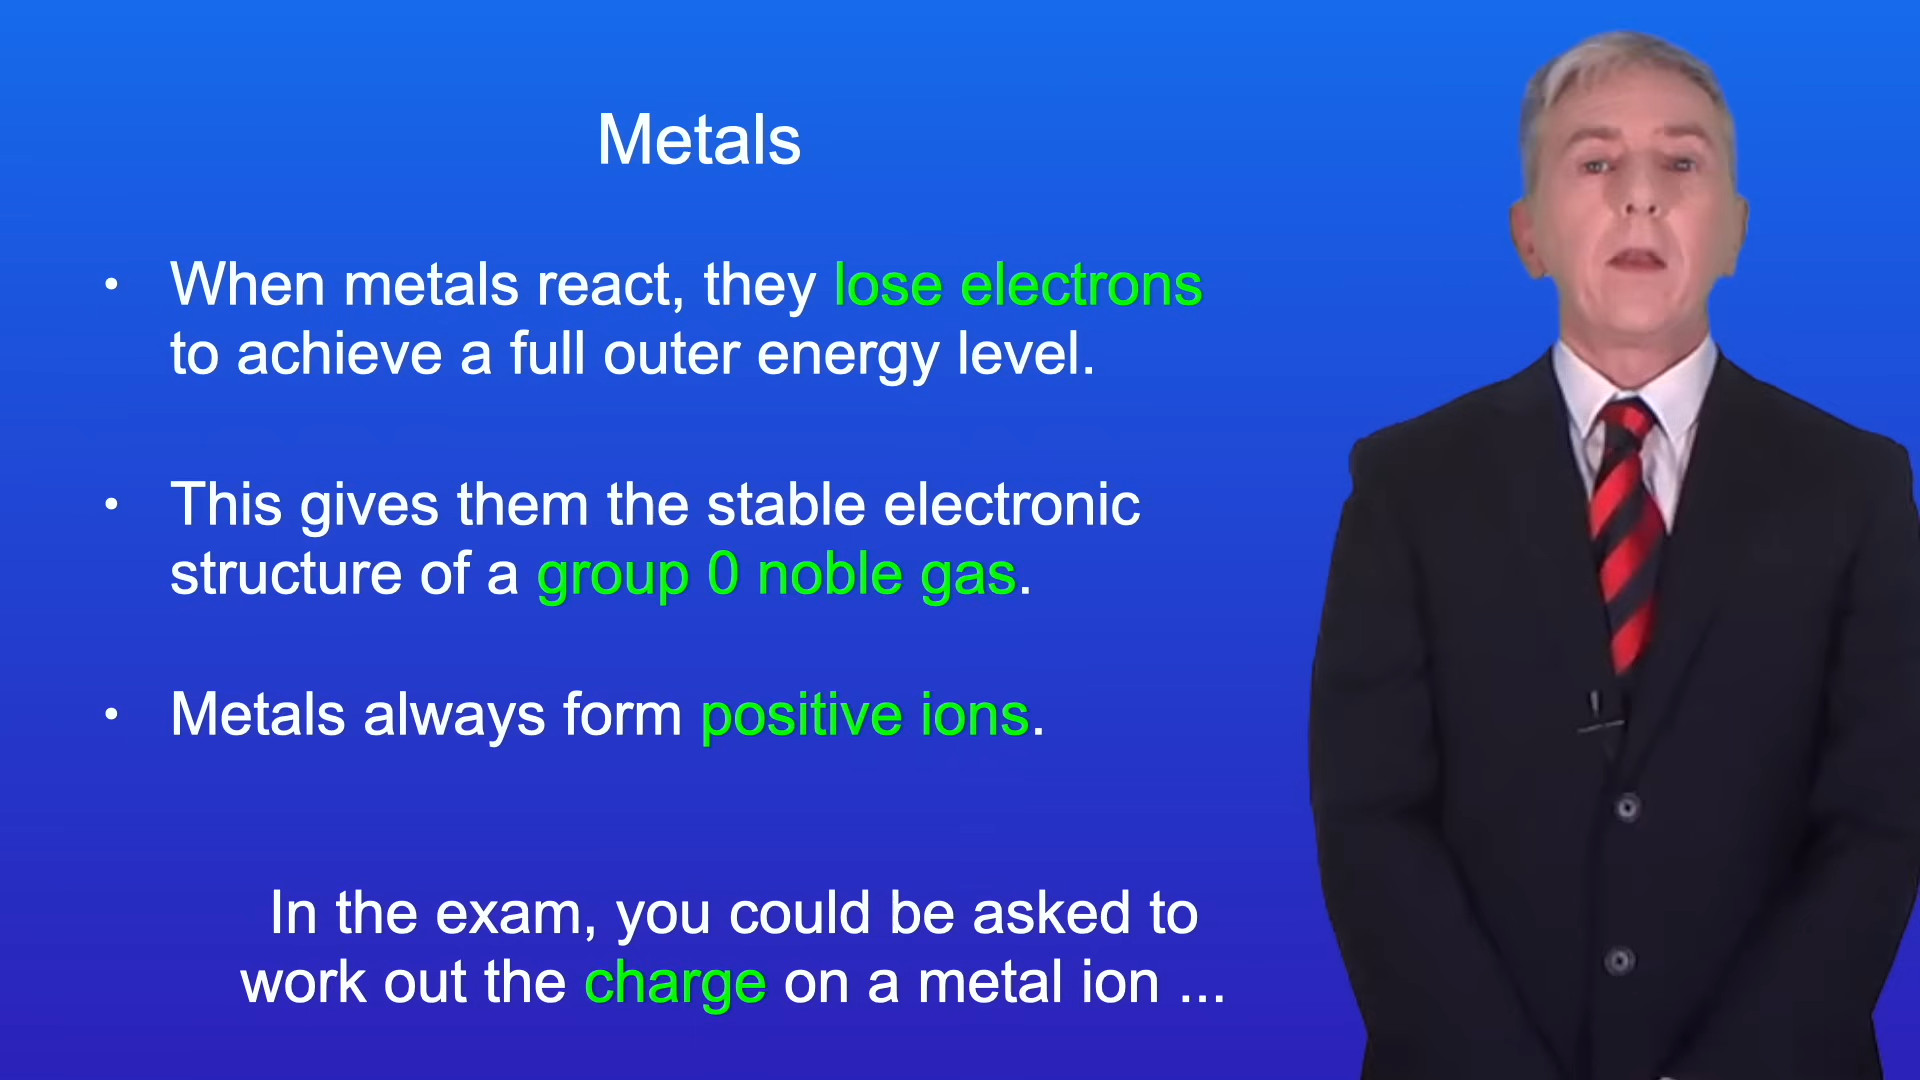 Metals
• When metals react, they lose electrons
to achieve a full outer energy level.
• This gives them the stable electronic
structure of a group 0 noble gas.
• Metals always form positive ions.
In the exam, you could be asked to
work out the charge on a metal ion ...